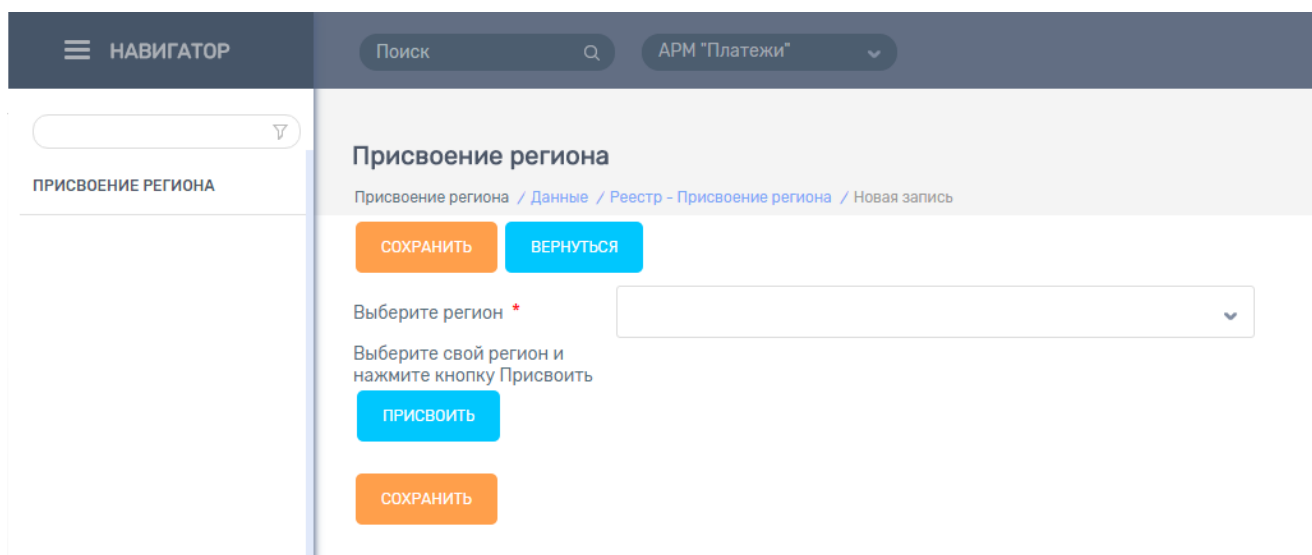 НАВИГАТОР
Поиск
АРМ "Платежи"
ПРИСВОЕНИЕ РЕГИОНА
Присвоение региона
Присвоение региона / Данные / Реестр - Присвоение региона / Новая запись
СОХРАНИТЬ
ВЕРНУТЬСЯ
Выберите регион *
Выберите свой регион и
нажмите кнопку Присвоить
ПРИСВОИТЬ
СОХРАНИТЬ